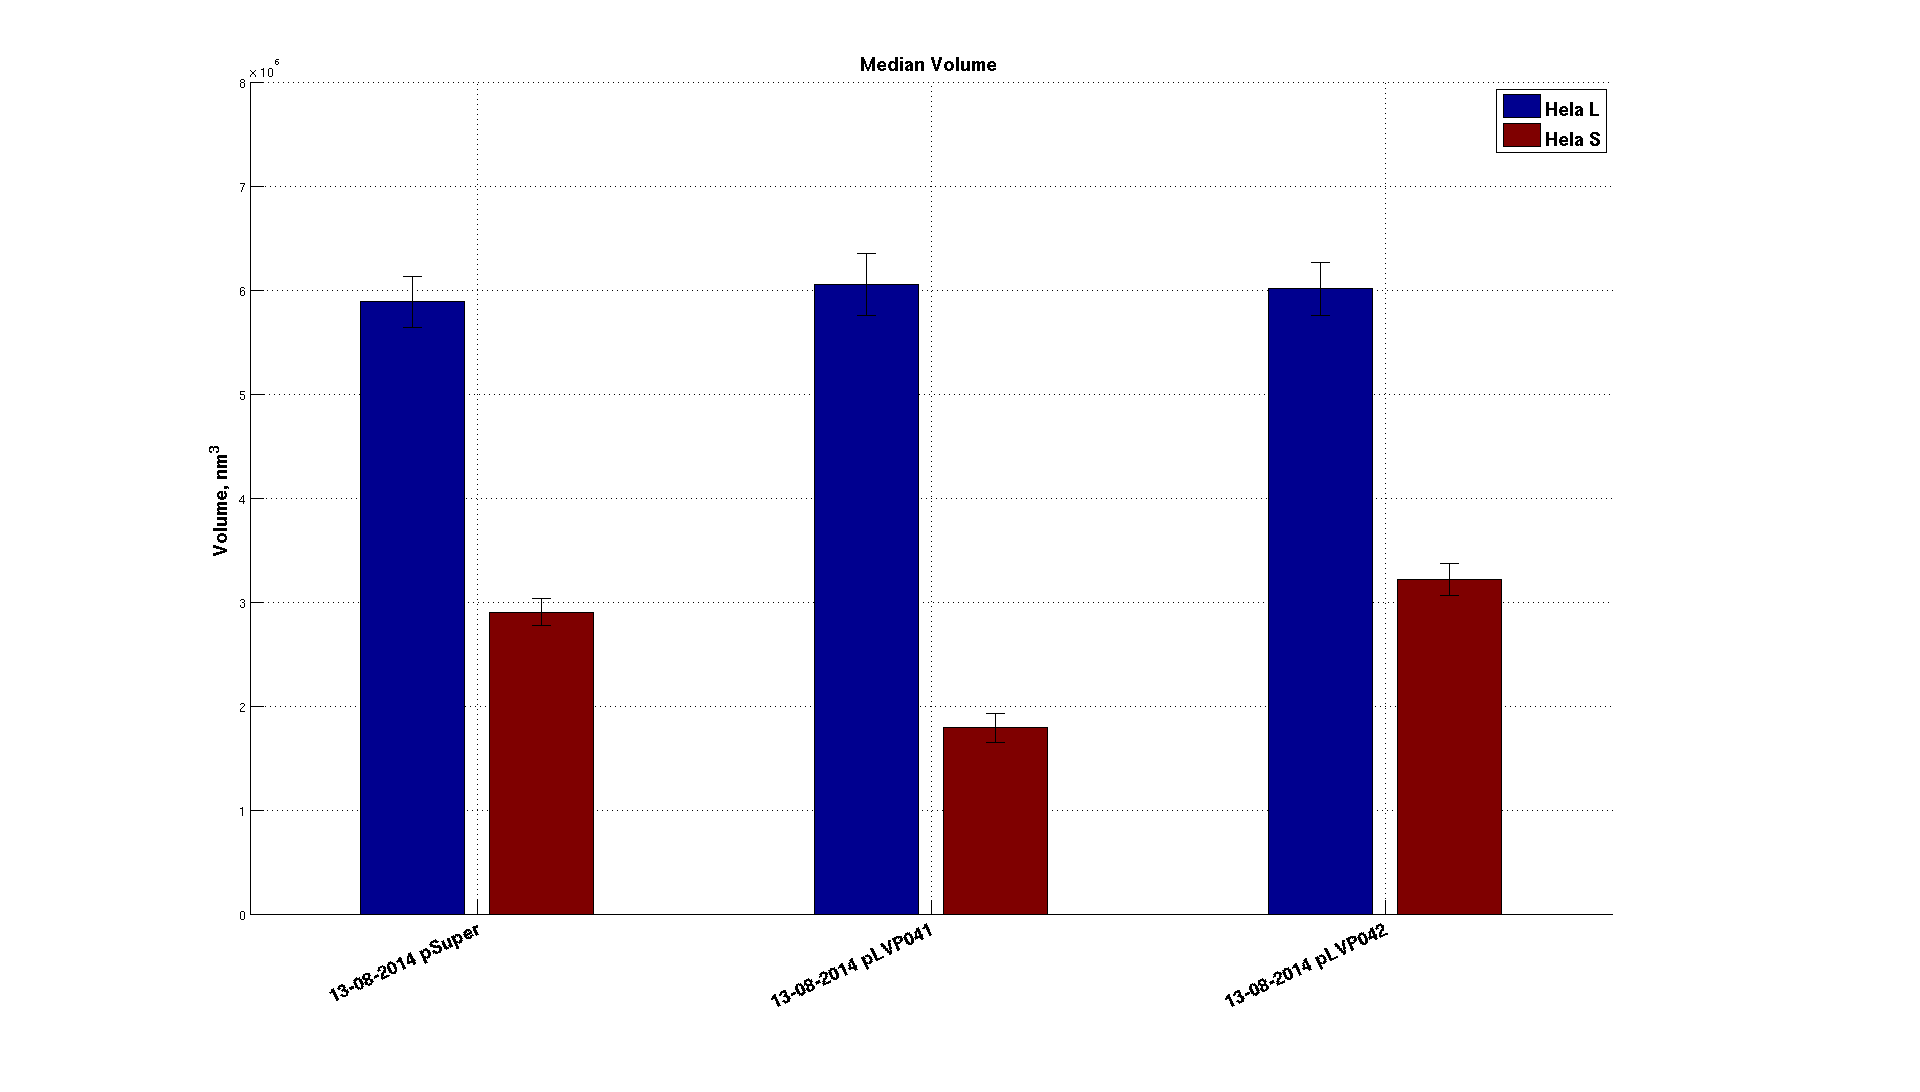 Median Volume
× 10^6
8
7
6
5
4
3
2
1
0
Volume, nm^3
Hela L
Hela S
13-08-2014 pSuper
13-08-2014 pLVP041
13-08-2014 pLVP042